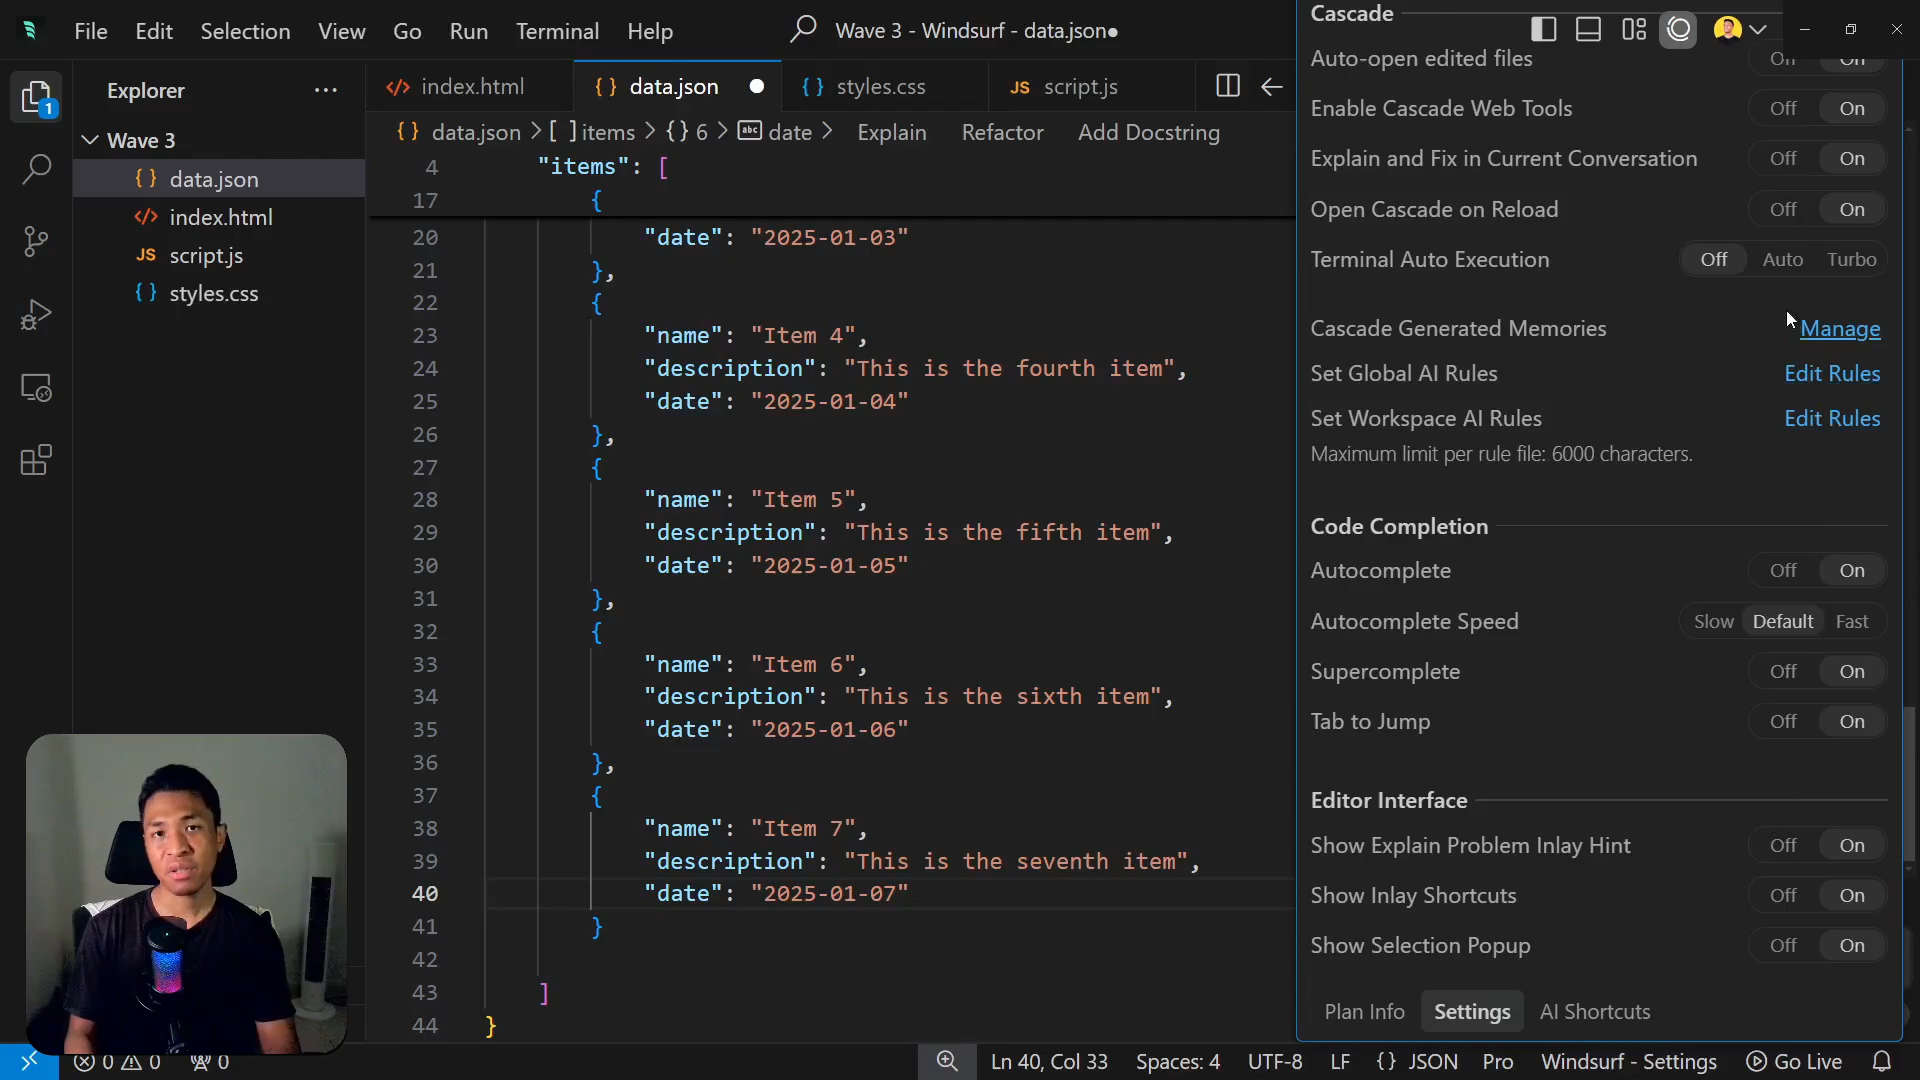 File Edit Selection View Go Run Terminal Help
Wave 3 - Windsurf - data.json●
1
Explorer ...
Wave 3
{} data.json
</> index.html
JS script.js
{} styles.css
</> index.html
{} data.json ●
{} styles.css
JS script.js
{} data.json > [ ] items > {} 6 > abc date > Explain Refactor Add Docstring
4 "items": [
17 {
20 "date": "2025-01-03"
21 },
22 {
23 "name": "Item 4",
24 "description": "This is the fourth item",
25 "date": "2025-01-04"
26 },
27 {
28 "name": "Item 5",
29 "description": "This is the fifth item",
30 "date": "2025-01-05"
31 },
32 {
33 "name": "Item 6",
34 "description": "This is the sixth item",
35 "date": "2025-01-06"
36 },
37 {
38 "name": "Item 7",
39 "description": "This is the seventh item",
40 "date": "2025-01-07"
41 }
42
43 ]
44 }
Cascade
Auto-open edited files Off On
Enable Cascade Web Tools Off On
Explain and Fix in Current Conversation Off On
Open Cascade on Reload Off On
Terminal Auto Execution Off Auto Turbo
Cascade Generated Memories Manage
Set Global AI Rules Edit Rules
Set Workspace AI Rules Edit Rules
Maximum limit per rule file: 6000 characters.
Code Completion
Autocomplete Off On
Autocomplete Speed Slow Default Fast
Supercomplete Off On
Tab to Jump Off On
Editor Interface
Show Explain Problem Inlay Hint Off On
Show Inlay Shortcuts Off On
Show Selection Popup Off On
Plan Info Settings AI Shortcuts
0 0 0 Ln 40, Col 33 Spaces: 4 UTF-8 LF {} JSON Pro Windsurf - Settings Go Live